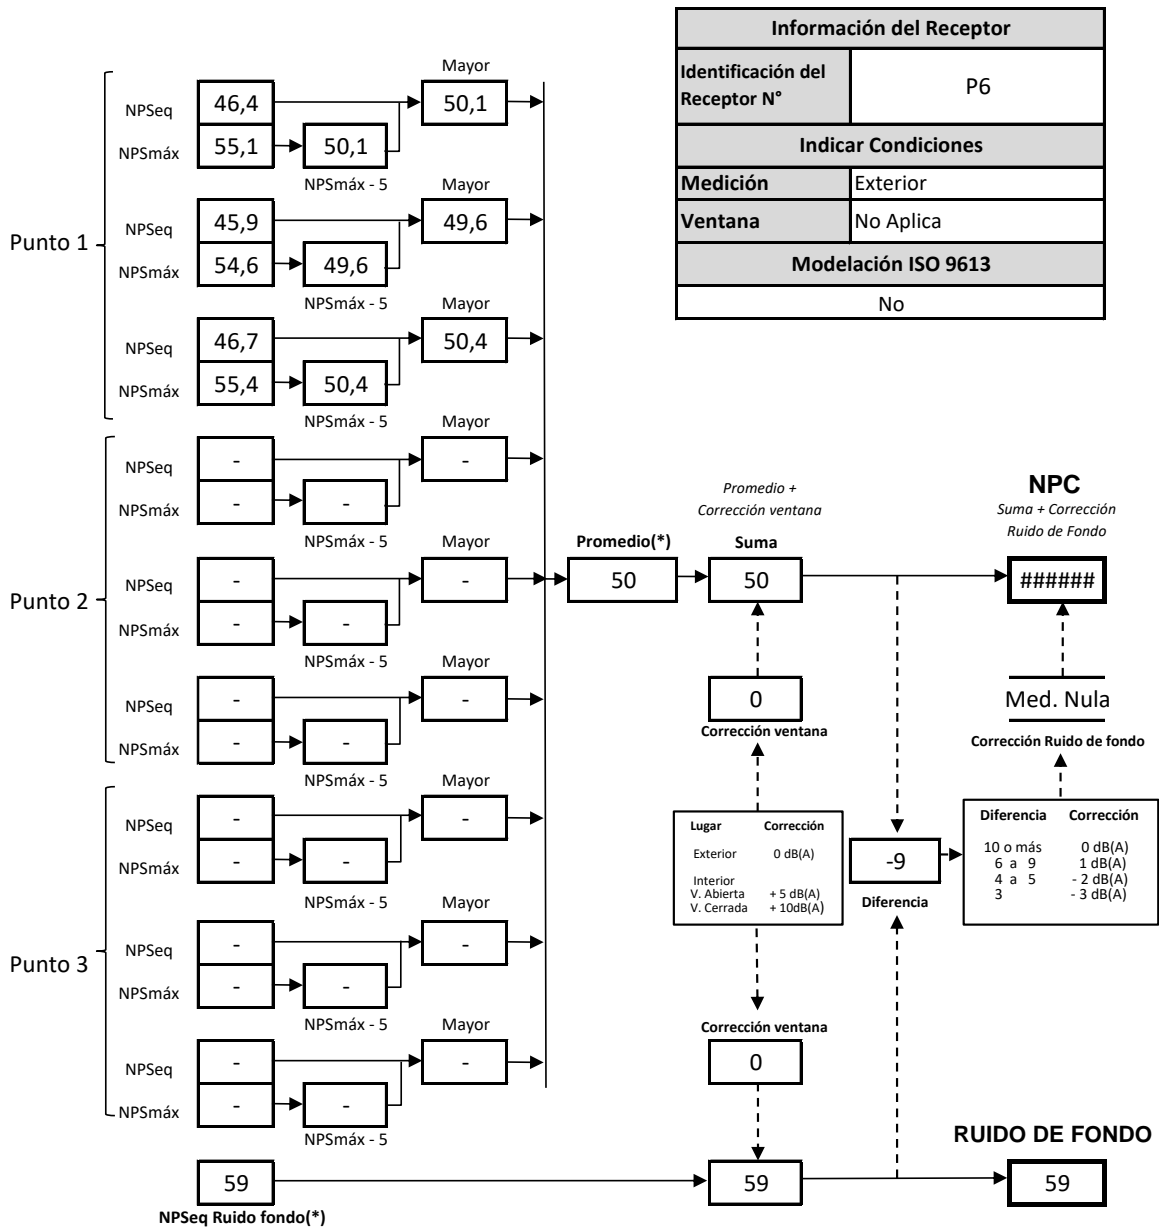 Información del Receptor
Identificación del
Receptor N°
P6
Indicar Condiciones
Medición Exterior
Ventana No Aplica
Modelación ISO 9613
No
Punto 1
Mayor
NPSeq 46,4 50,1
NPSmáx 55,1 50,1
NPSmáx - 5
Mayor
NPSeq 45,9 49,6
NPSmáx 54,6 49,6
NPSmáx - 5
Mayor
NPSeq 46,7 50,4
NPSmáx 55,4 50,4
NPSmáx - 5
Punto 2
Mayor
NPSeq - -
NPSmáx - -
NPSmáx - 5
Mayor
NPSeq - -
NPSmáx - -
NPSmáx - 5
Mayor
NPSeq - -
NPSmáx - -
NPSmáx - 5
Punto 3
Mayor
NPSeq - -
NPSmáx - -
NPSmáx - 5
Mayor
NPSeq - -
NPSmáx - -
NPSmáx - 5
Mayor
NPSeq - -
NPSmáx - -
NPSmáx - 5
59
NPSeq Ruido fondo(*)
Promedio(*)
50
Promedio +
Corrección ventana
Suma
50
0
Corrección ventana
Lugar Corrección
Exterior 0 dB(A)
Interior
V. Abierta + 5 dB(A)
V. Cerrada + 10dB(A)
Corrección ventana
0
59
-9
Diferencia
NPC
Suma + Corrección
Ruido de Fondo
######
Med. Nula
Corrección Ruido de fondo
Diferencia Corrección
10 o más 0 dB(A)
6 a 9 1 dB(A)
4 a 5 - 2 dB(A)
3 - 3 dB(A)
RUIDO DE FONDO
59